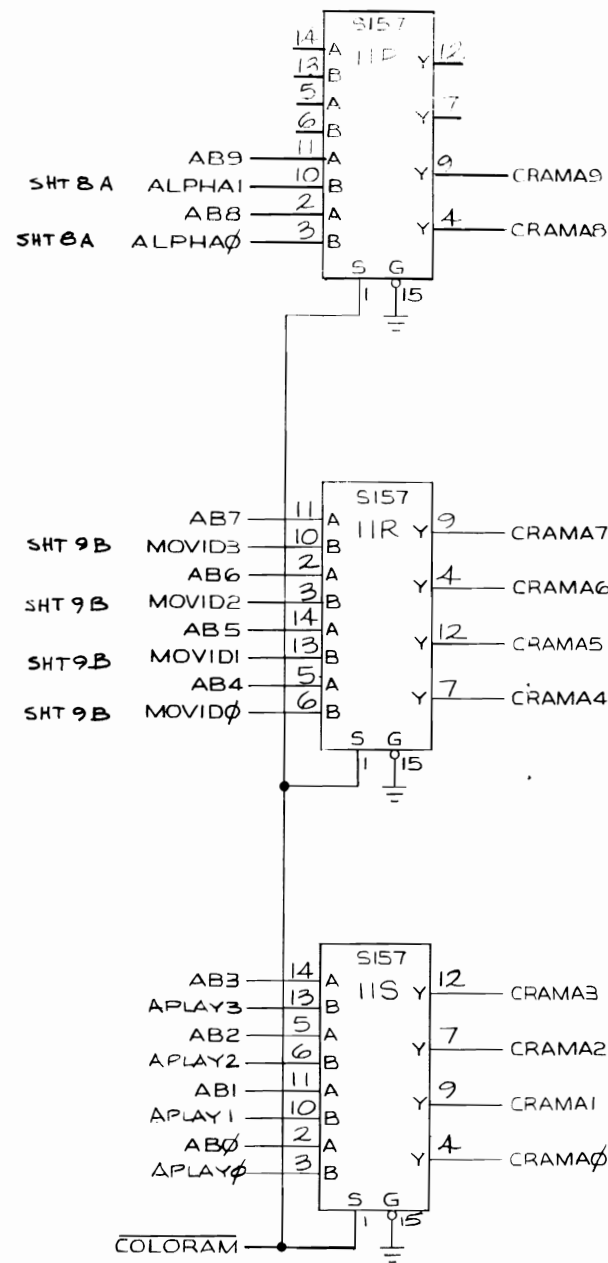 S157
11P
14 A
13 B
5 A
6 B
AB9 11 A
SHT 8A ALPHA1 10 B
AB8 2 A
SHT 8A ALPHAØ 3 B
Y 12
Y 7
Y 9 CRAMA9
Y 4 CRAMA8
S G
1 15
S157
11R
AB7 11 A
SHT 9B MOVID3 10 B
AB6 2 A
SHT 9B MOVID2 3 B
AB5 14 A
SHT 9B MOVID1 13 B
AB4 5 A
SHT 9B MOVIDØ 6 B
Y 9 CRAMA7
Y 4 CRAMA6
Y 12 CRAMA5
Y 7 CRAMA4
S G
1 15
S157
11S
AB3 14 A
APLAY3 13 B
AB2 5 A
APLAY2 6 B
AB1 11 A
APLAY1 10 B
ABØ 2 A
APLAYØ 3 B
Y 12 CRAMA3
Y 7 CRAMA2
Y 9 CRAMA1
Y 4 CRAMAØ
S G
1 15
COLORAM